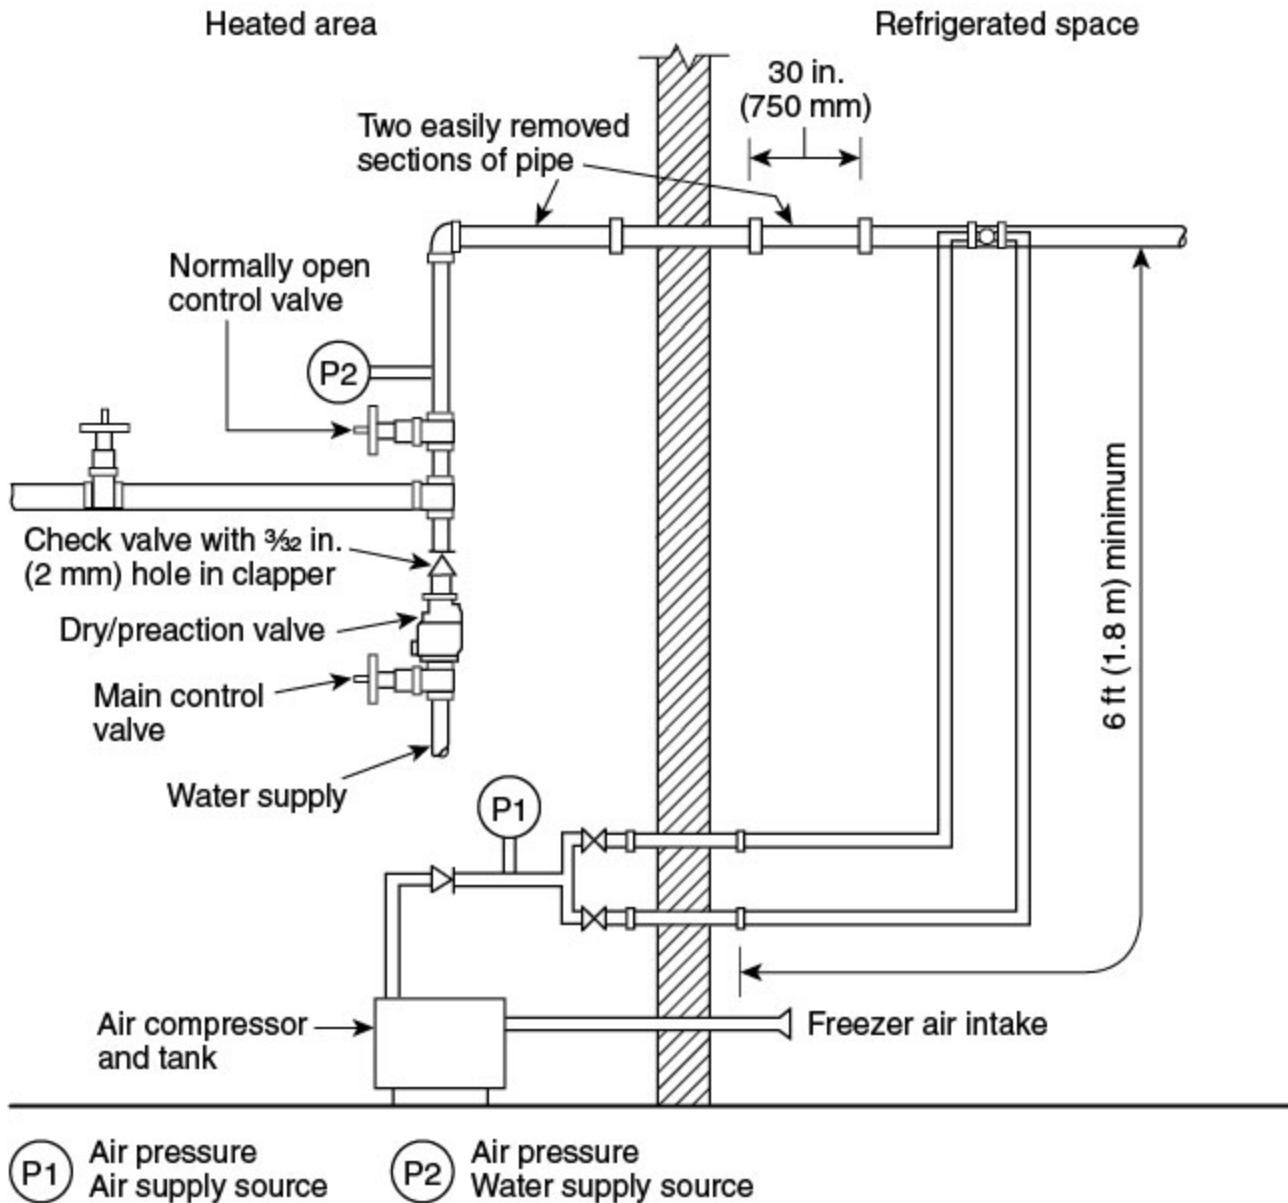 Heated area
Refrigerated space
30 in.
(750 mm)
Two easily removed
sections of pipe
Normally open
control valve
P2
Check valve with 3⁄32 in.
(2 mm) hole in clapper
Dry/preaction valve
Main control
valve
Water supply
6 ft (1.8 m) minimum
P1
Air compressor
and tank
Freezer air intake
P1
Air pressure
Air supply source
P2
Air pressure
Water supply source